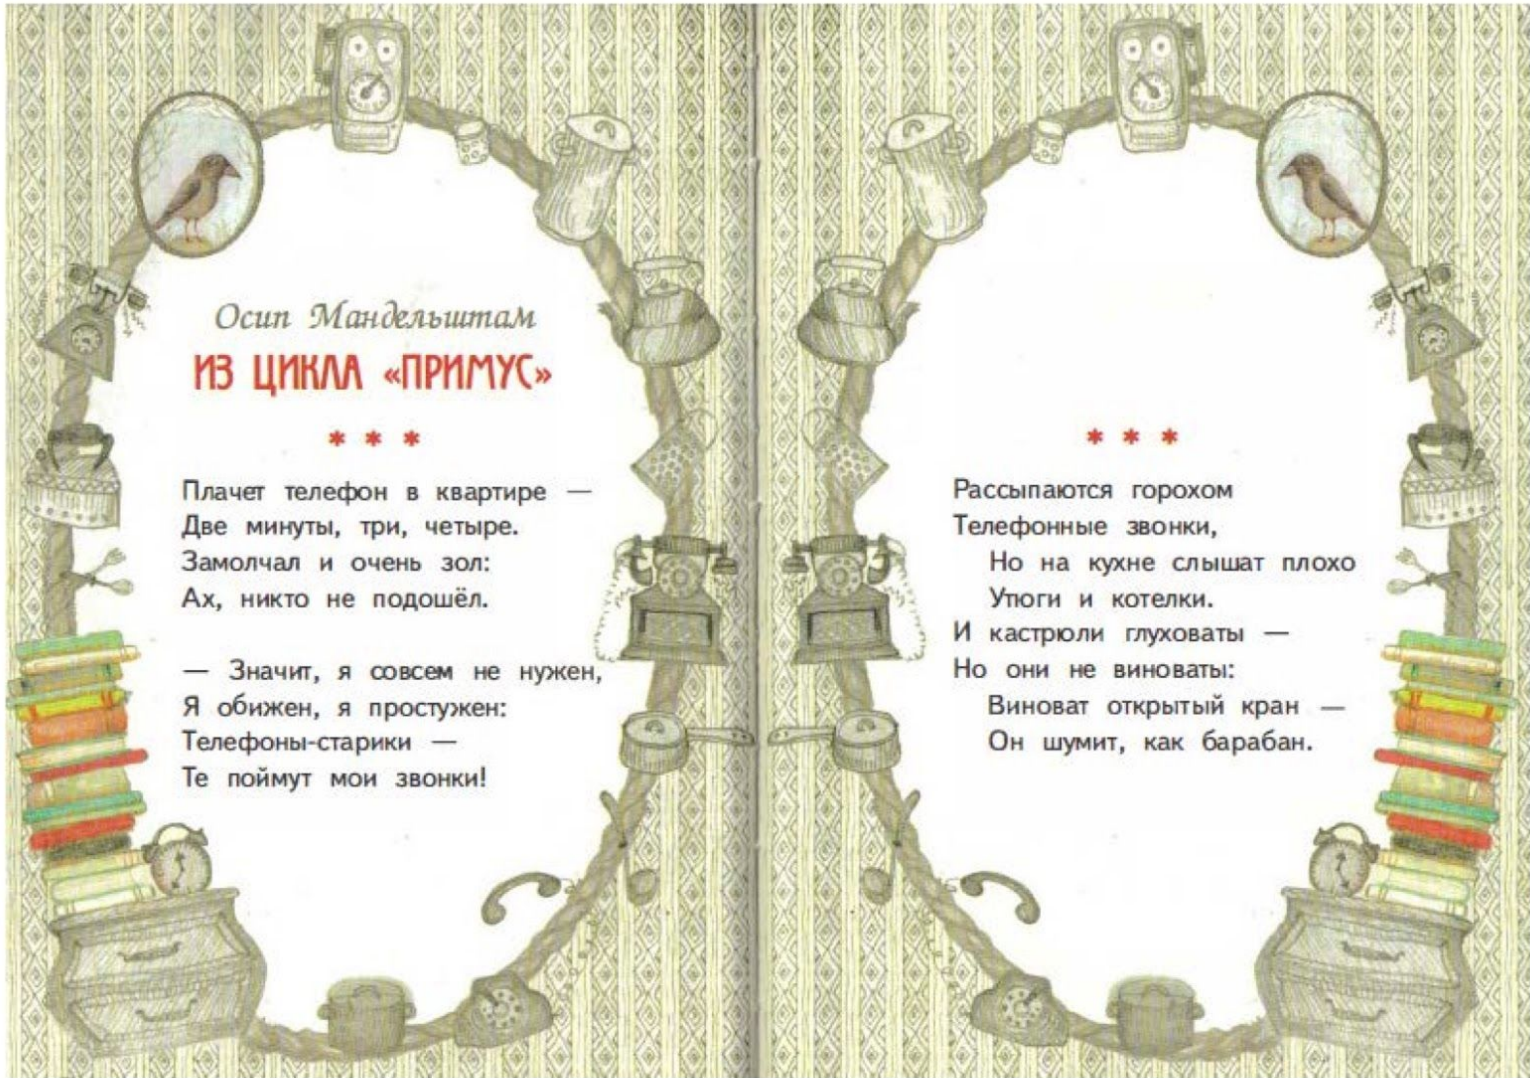 Осип Мандельштам
ИЗ ЦИКЛА «ПРИМУС»
* * *
Плачет телефон в квартире —
Две минуты, три, четыре.
Замолчал и очень зол:
Ах, никто не подошёл.
— Значит, я совсем не нужен,
Я обижен, я простужен:
Телефоны-старики —
Те поймут мои звонки!
* * *
Рассыпаются горохом
Телефонные звонки,
Но на кухне слышат плохо
Утюги и котелки.
И кастрюли глуховаты —
Но они не виноваты:
Виноват открытый кран —
Он шумит, как барабан.